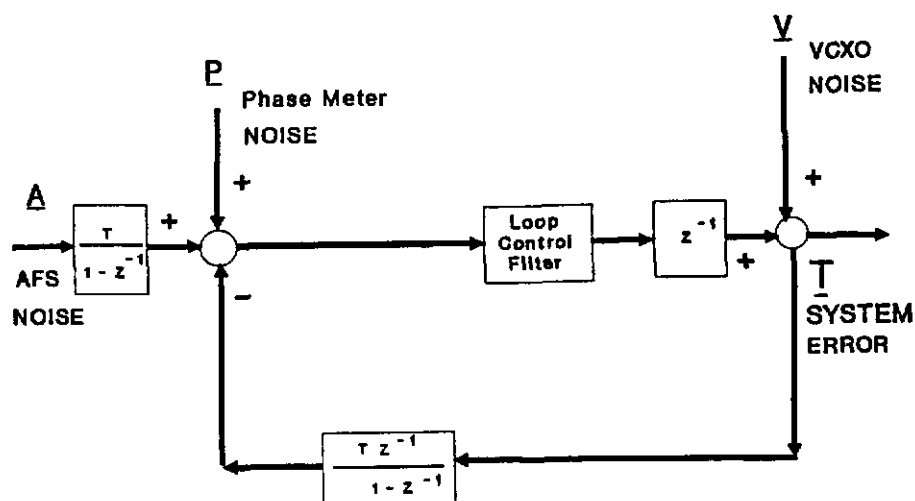 V
VCXO
NOISE
P
Phase Meter
NOISE
+
+
A
T
1 - z⁻¹
+
AFS
NOISE
-
Loop
Control
Filter
z⁻¹
+
T
SYSTEM
ERROR
T z⁻¹
1 - z⁻¹